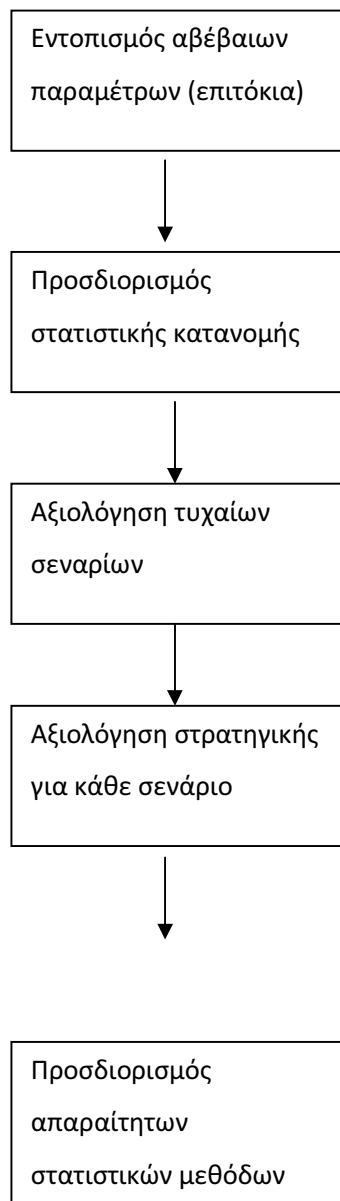 Εντοπισμός αβέβαιων
παραμέτρων (επιτόκια)
Προσδιορισμός
στατιστικής κατανομής
Αξιολόγηση τυχαίων
σεναρίων
Αξιολόγηση στρατηγικής
για κάθε σενάριο
Προσδιορισμός
απαραίτητων
στατιστικών μεθόδων